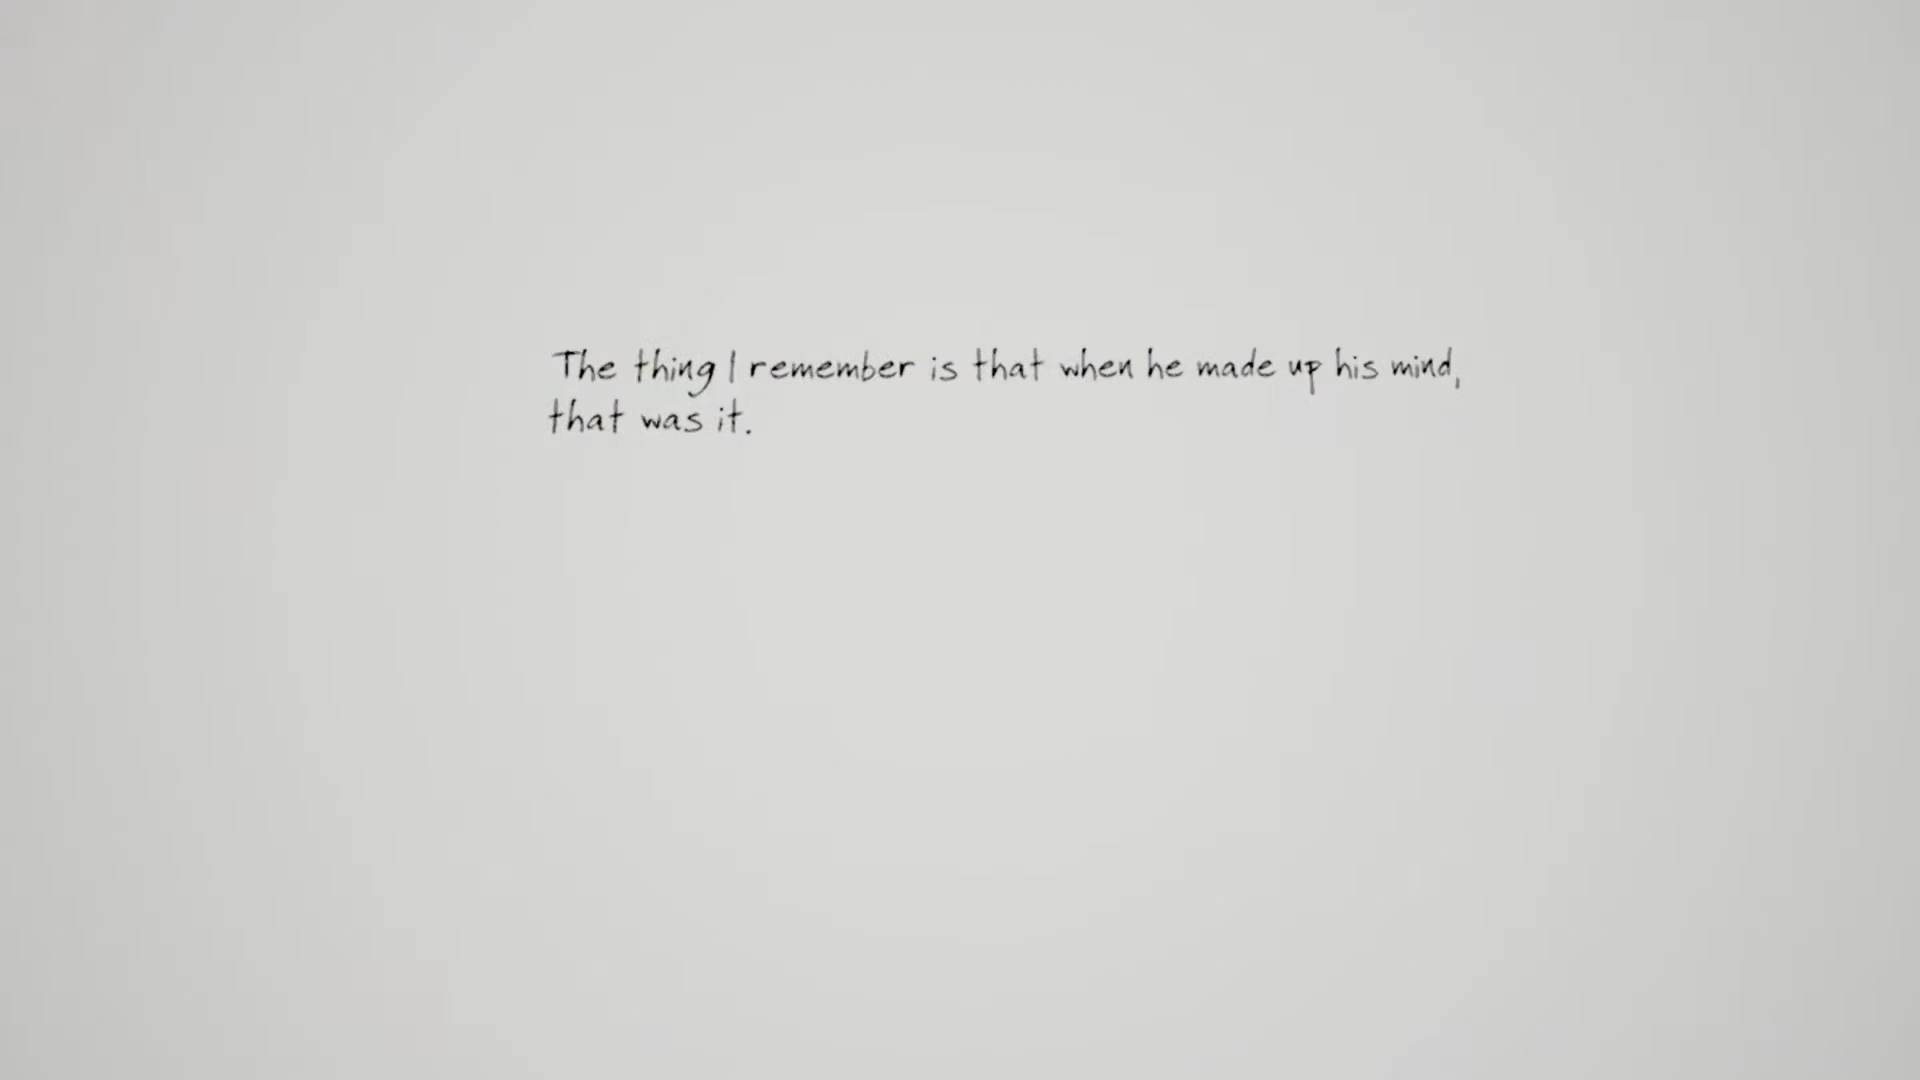 The thing I remember is that when he made up his mind,
that was it.